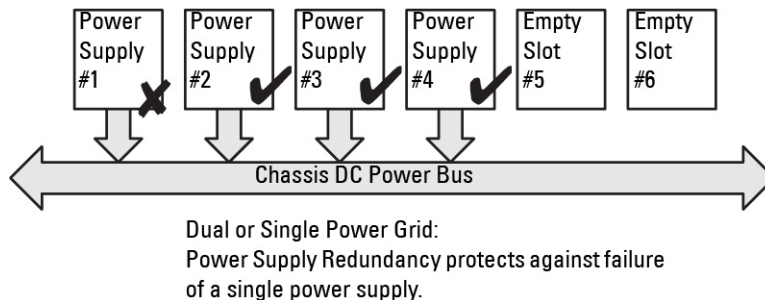 Power Supply #1
Power Supply #2
Power Supply #3
Power Supply #4
Empty Slot #5
Empty Slot #6
Chassis DC Power Bus
Dual or Single Power Grid:
Power Supply Redundancy protects against failure
of a single power supply.